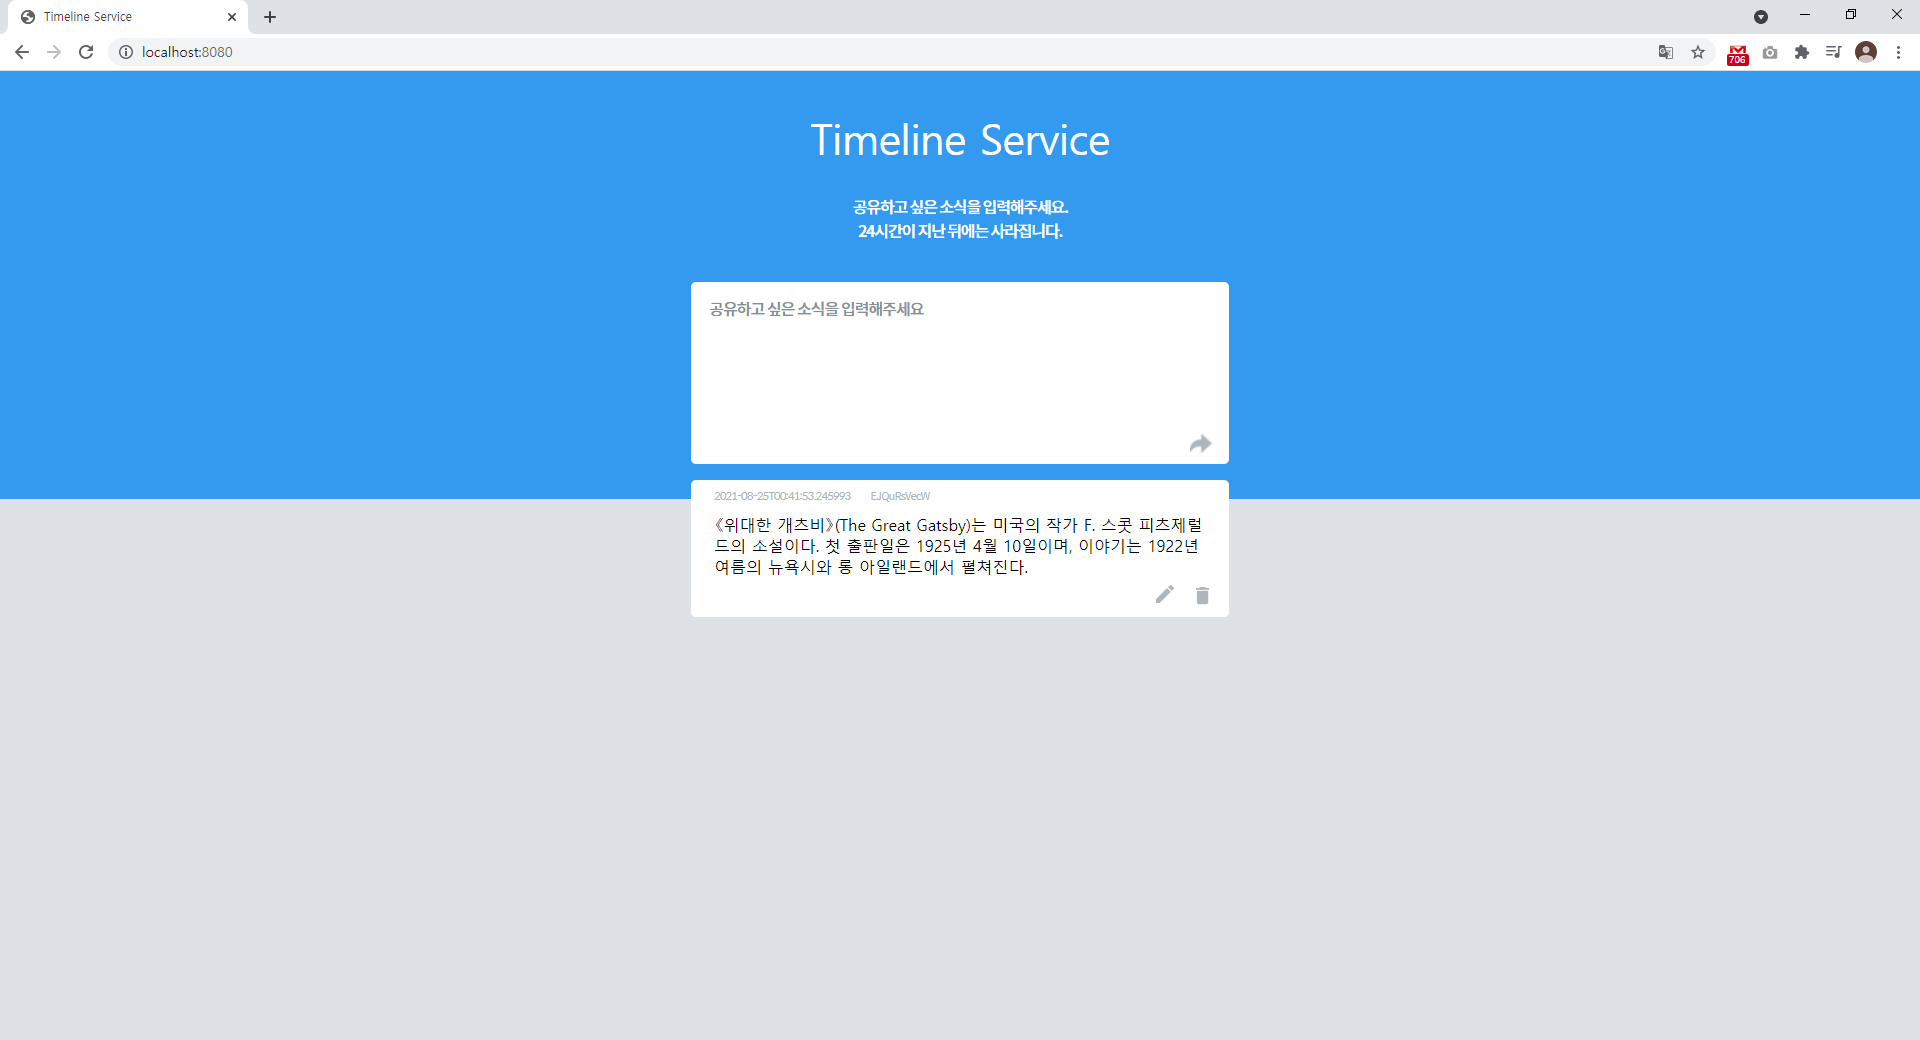 Timeline Service
localhost:8080
706
Timeline Service
공유하고 싶은 소식을 입력해주세요.
24시간이 지난 뒤에는 사라집니다.
공유하고 싶은 소식을 입력해주세요
2021-08-25T00:41:53.245993 EJQuRsVecW
《위대한 개츠비》(The Great Gatsby)는 미국의 작가 F. 스콧 피츠제럴
드의 소설이다. 첫 출판일은 1925년 4월 10일이며, 이야기는 1922년
여름의 뉴욕시와 롱 아일랜드에서 펼쳐진다.